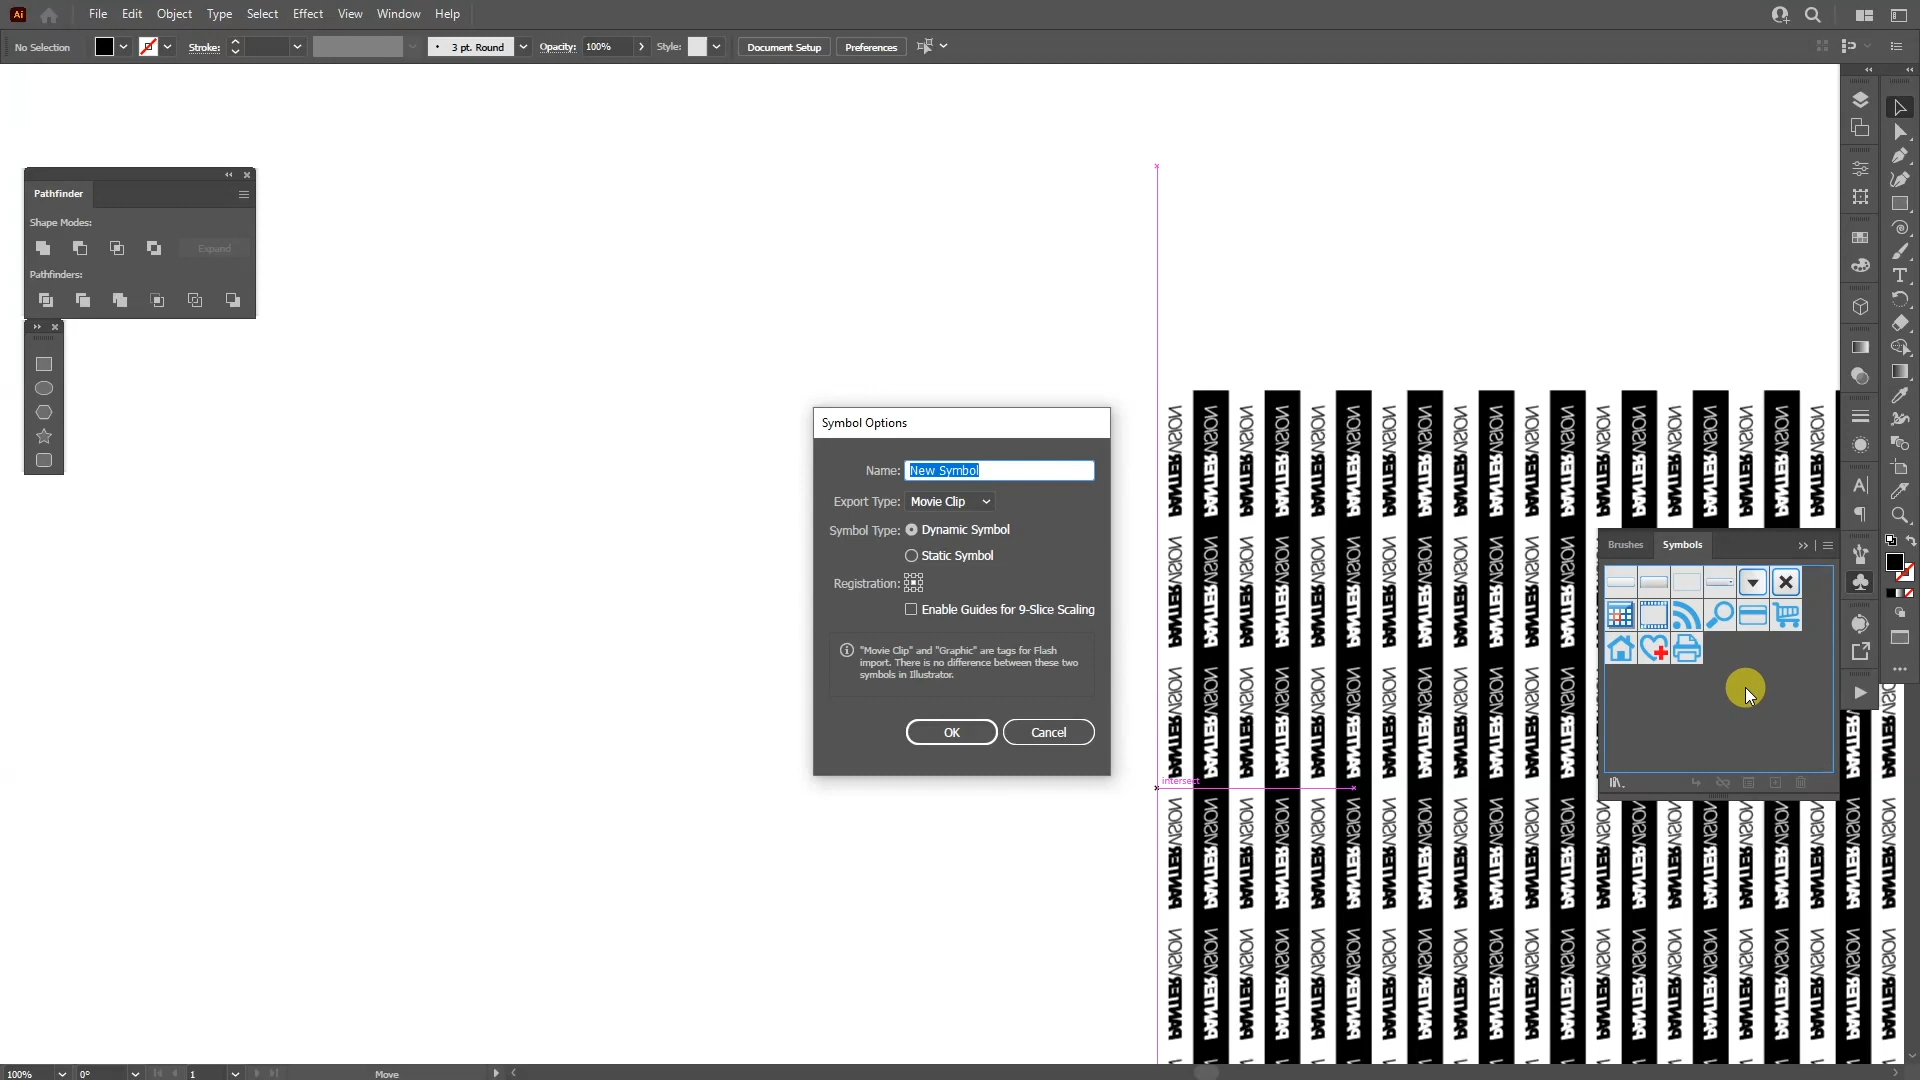 Ai
File Edit Object Type Select Effect View Window Help
No Selection
Stroke:
3 pt. Round
Opacity: 100%
Style:
Document Setup
Preferences
Pathfinder
Shape Modes:
Expand
Pathfinders:
Symbol Options
Name: New Symbol
Export Type: Movie Clip
Symbol Type: Dynamic Symbol
Static Symbol
Registration:
Enable Guides for 9-Slice Scaling
"Movie Clip" and "Graphic" are tags for Flash
import. There is no difference between these two
symbols in Illustrator.
OK Cancel
Brushes Symbols
intersect
PANTERVISION
100% 0° 1 Move